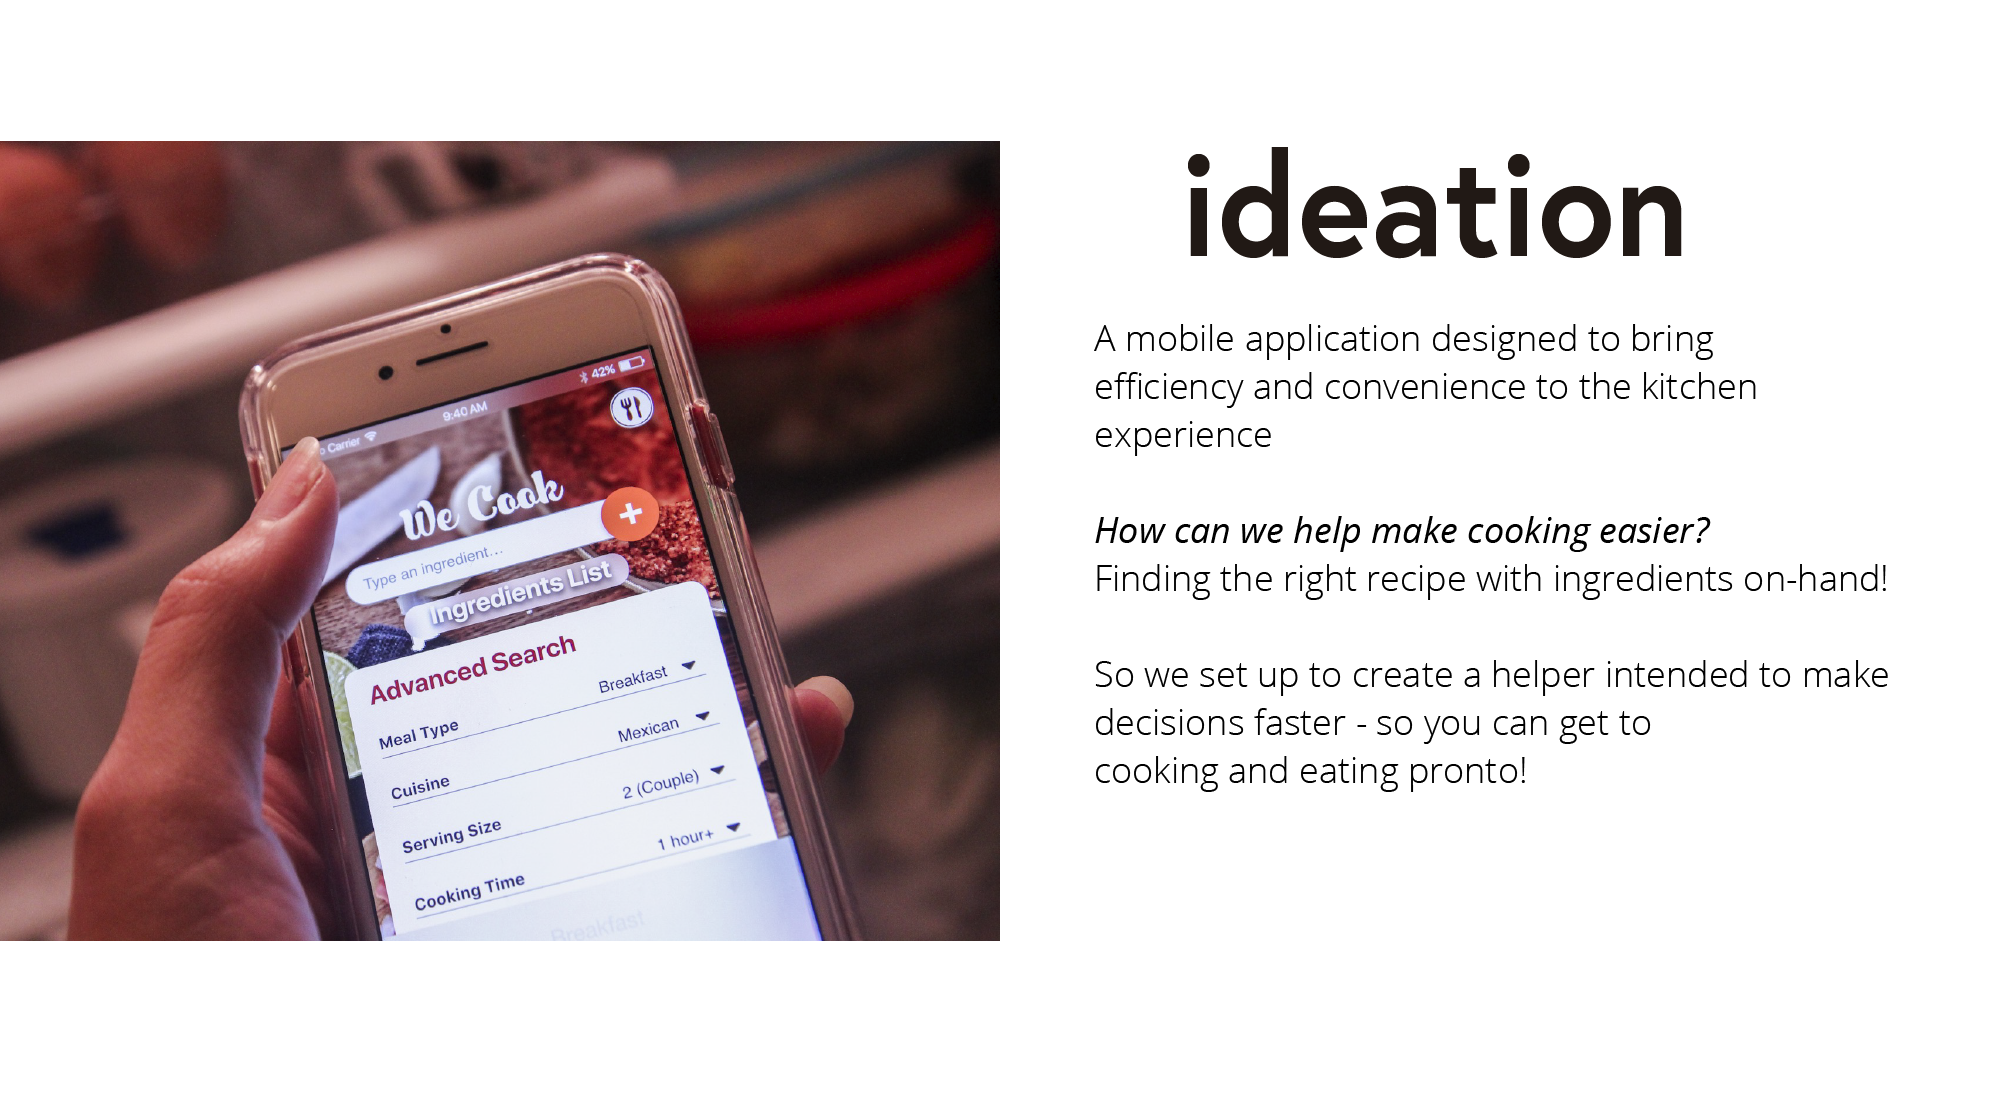 9:40 AM
42%
Carrier
We Cook
Type an ingredient...
Ingredients List
Advanced Search
Meal Type Breakfast
Cuisine Mexican
Serving Size 2 (Couple)
Cooking Time 1 hour+
Breakfast
ideation
A mobile application designed to bring
efficiency and convenience to the kitchen
experience
How can we help make cooking easier?
Finding the right recipe with ingredients on-hand!
So we set up to create a helper intended to make
decisions faster - so you can get to
cooking and eating pronto!